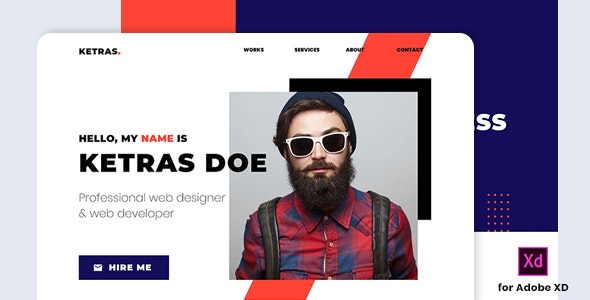 KETRAS.
WORKS SERVICES ABOUT CONTACT
HELLO, MY NAME IS
KETRAS DOE
Professional web designer
& web developer
HIRE ME
Xd
for Adobe XD